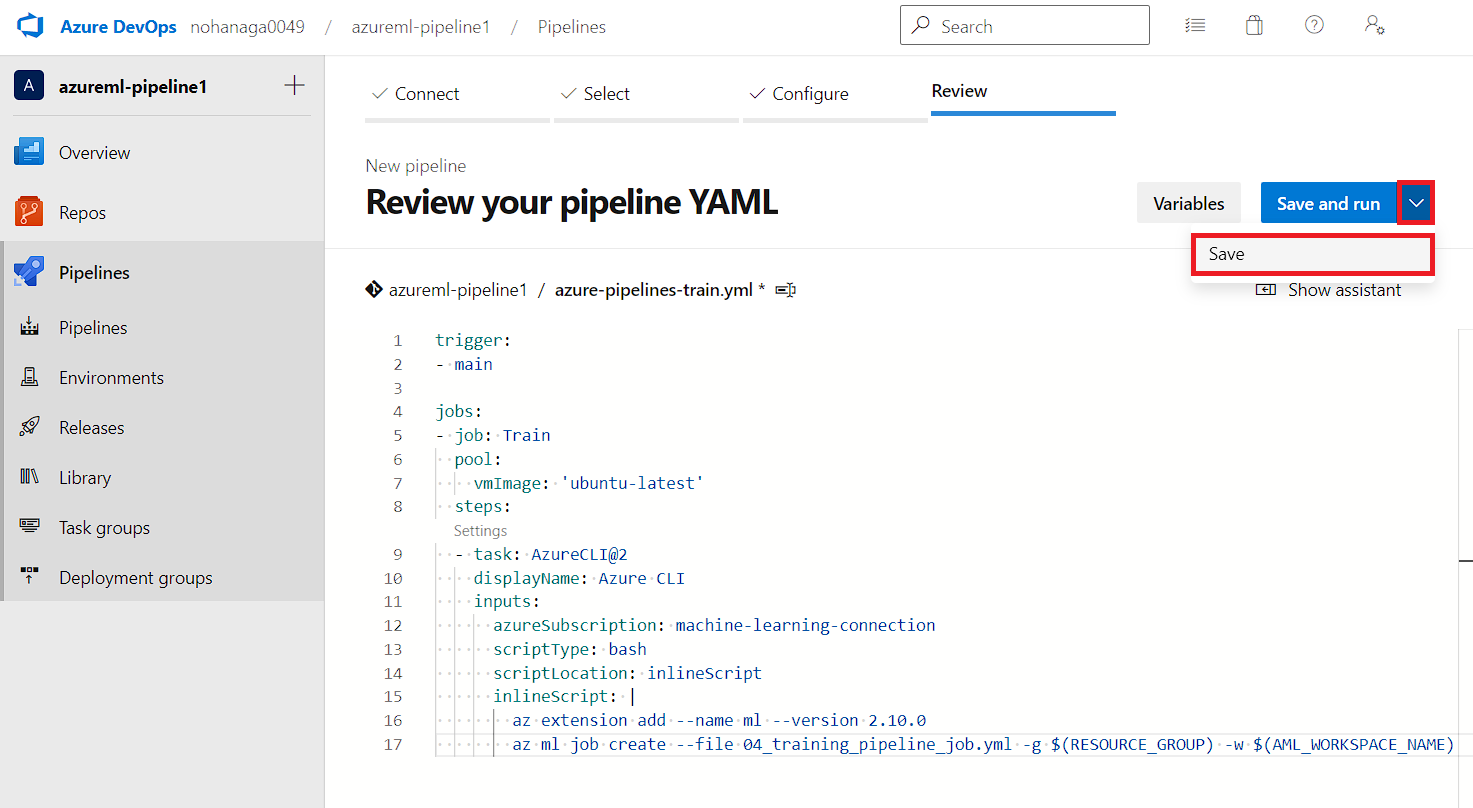 Azure DevOps nohanaga0049 / azureml-pipeline1 / Pipelines Search
A azureml-pipeline1
Overview
Repos
Pipelines
Pipelines
Environments
Releases
Library
Task groups
Deployment groups
Connect Select Configure Review
New pipeline
Review your pipeline YAML
Variables Save and run
Save
azureml-pipeline1 / azure-pipelines-train.yml *
Show assistant
1 trigger:
2 - main
3
4 jobs:
5 - job: Train
6 pool:
7 vmImage: 'ubuntu-latest'
8 steps:
Settings
9 - task: AzureCLI@2
10 displayName: Azure CLI
11 inputs:
12 azureSubscription: machine-learning-connection
13 scriptType: bash
14 scriptLocation: inlineScript
15 inlineScript: |
16 az extension add --name ml --version 2.10.0
17 az ml job create --file 04_training_pipeline_job.yml -g $(RESOURCE_GROUP) -w $(AML_WORKSPACE_NAME)